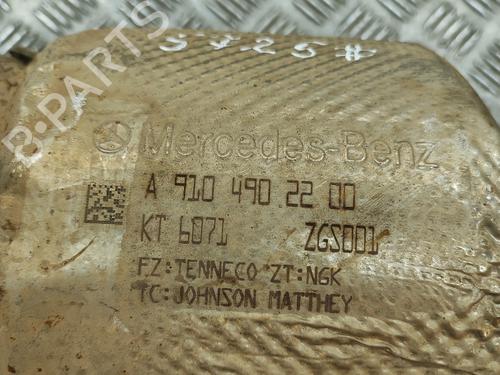 Mercedes-Benz
A 910 490 22 00
KT 6071 ZGS001
FZ:TENNECO ZT:NGK
TC:JOHNSON MATTHEY
B-PARTS